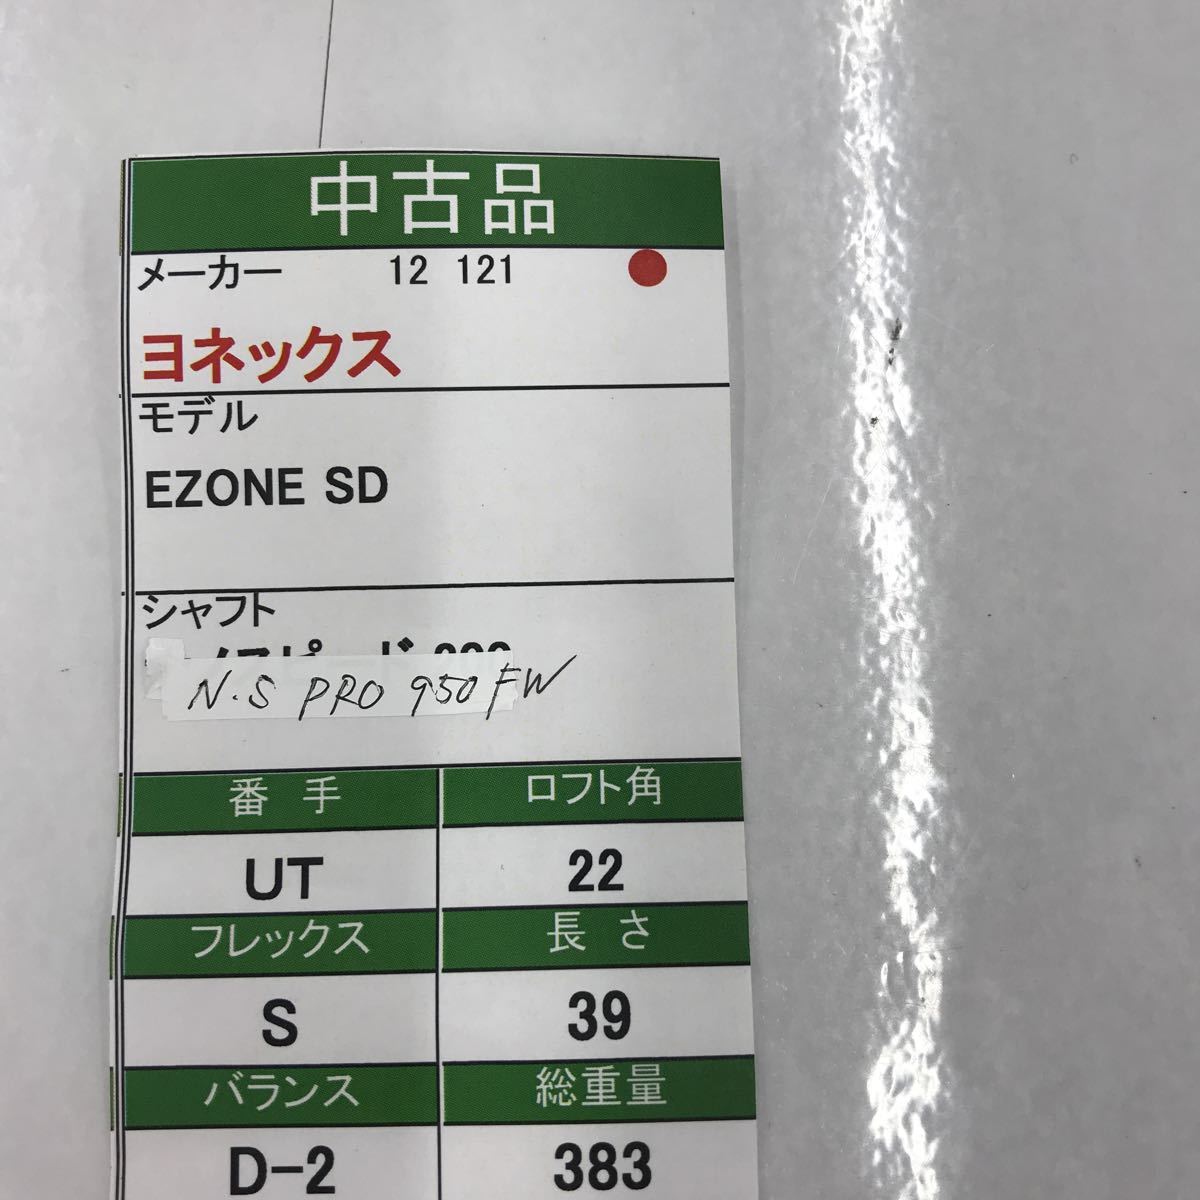 中古品
メーカー 12 121
ヨネックス
モデル
EZONE SD
シャフト
N.S PRO 950FW
番手 ロフト角
UT 22
フレックス 長さ
S 39
バランス 総重量
D-2 383